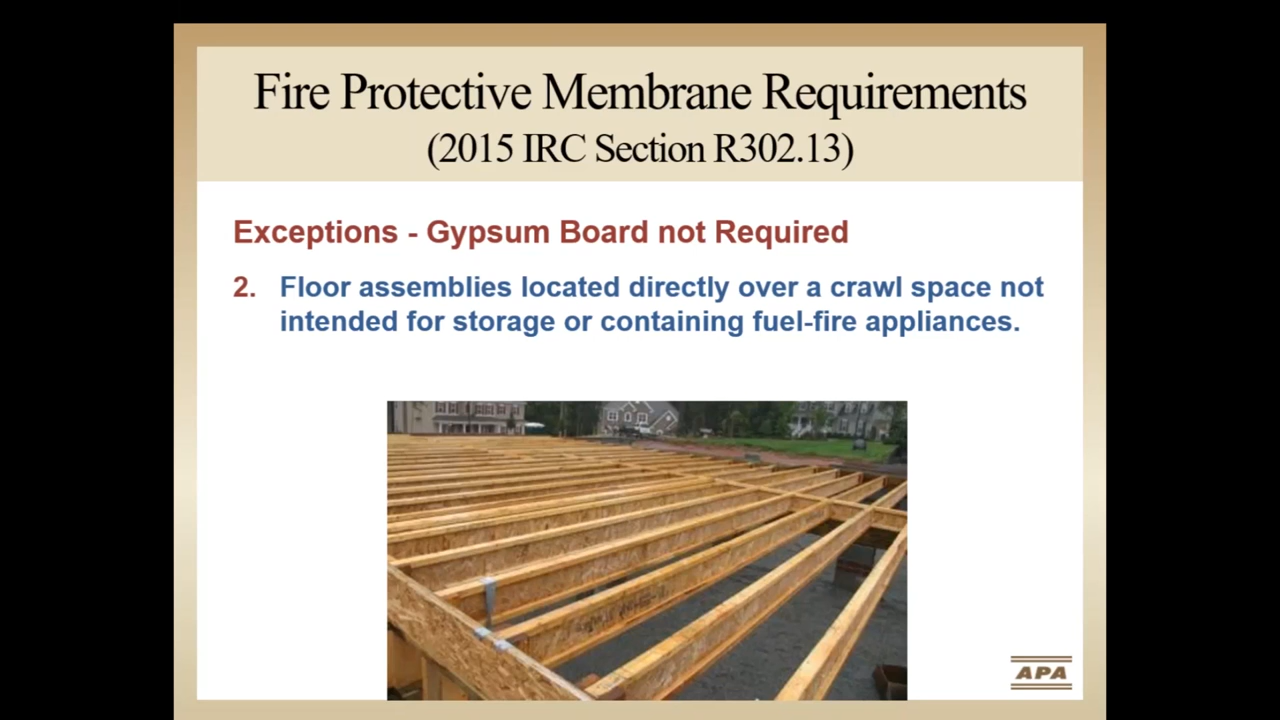 Fire Protective Membrane Requirements
(2015 IRC Section R302.13)
Exceptions - Gypsum Board not Required
2. Floor assemblies located directly over a crawl space not
intended for storage or containing fuel-fire appliances.
APA